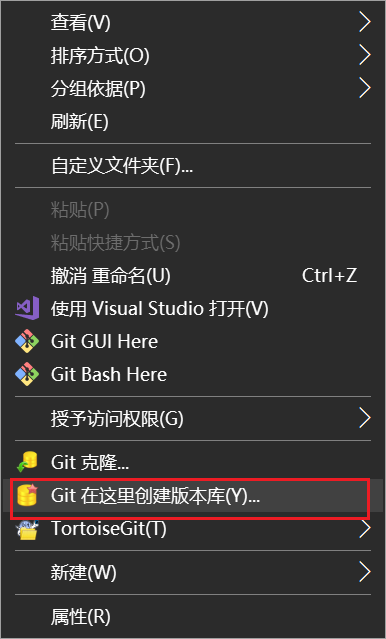 查看(V)
排序方式(O)
分组依据(P)
刷新(E)
自定义文件夹(F)...
粘贴(P)
粘贴快捷方式(S)
撤消 重命名(U) Ctrl+Z
使用 Visual Studio 打开(V)
Git GUI Here
Git Bash Here
授予访问权限(G)
Git 克隆...
Git 在这里创建版本库(Y)...
TortoiseGit(T)
新建(W)
属性(R)